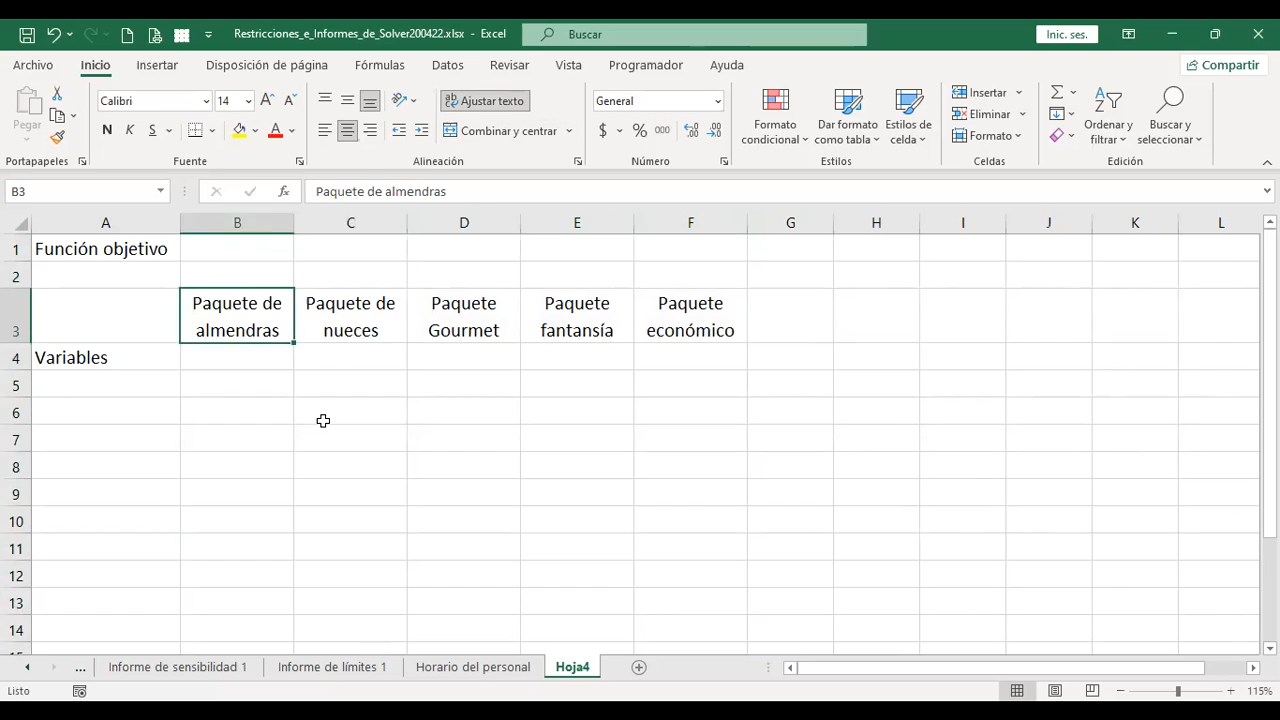 Restricciones_e_Informes_de_Solver200422.xlsx - Excel
Buscar
Inic. ses.
Archivo Inicio Insertar Disposición de página Fórmulas Datos Revisar Vista Programador Ayuda
Compartir
Pegar
Portapapeles
Calibri 14
N K S
Fuente
Ajustar texto
Combinar y centrar
Alineación
General
$ % 000
Número
Formato condicional
Dar formato como tabla
Estilos de celda
Estilos
Insertar
Eliminar
Formato
Celdas
Ordenar y filtrar
Buscar y seleccionar
Edición
B3
fx
Paquete de almendras
A B C D E F G H I J K L
1 Función objetivo
2
3 Paquete de almendras Paquete de nueces Paquete Gourmet Paquete fantansía Paquete económico
4 Variables
5
6
7
8
9
10
11
12
13
14
... Informe de sensibilidad 1 Informe de límites 1 Horario del personal Hoja4
Listo
115%